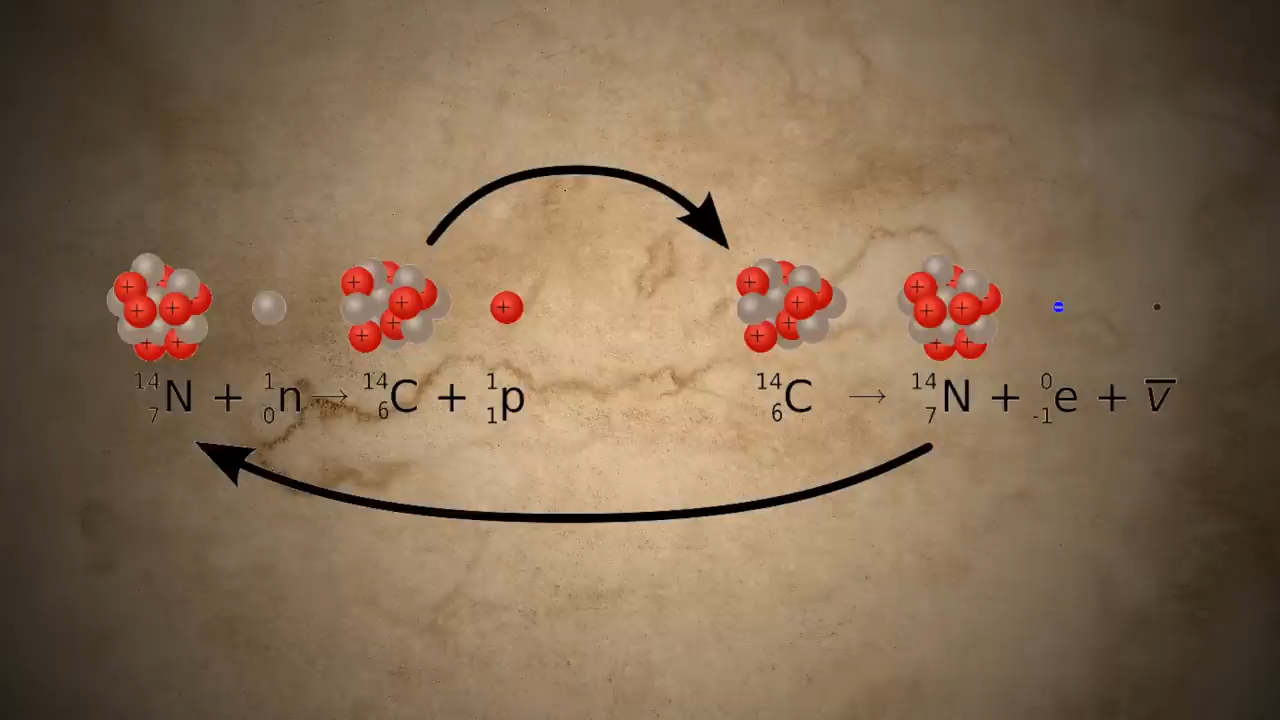 ¹⁴₇N + ¹₀n → ¹⁴₆C + ¹₁p
¹⁴₆C → ¹⁴₇N + ⁰₋₁e + v̅